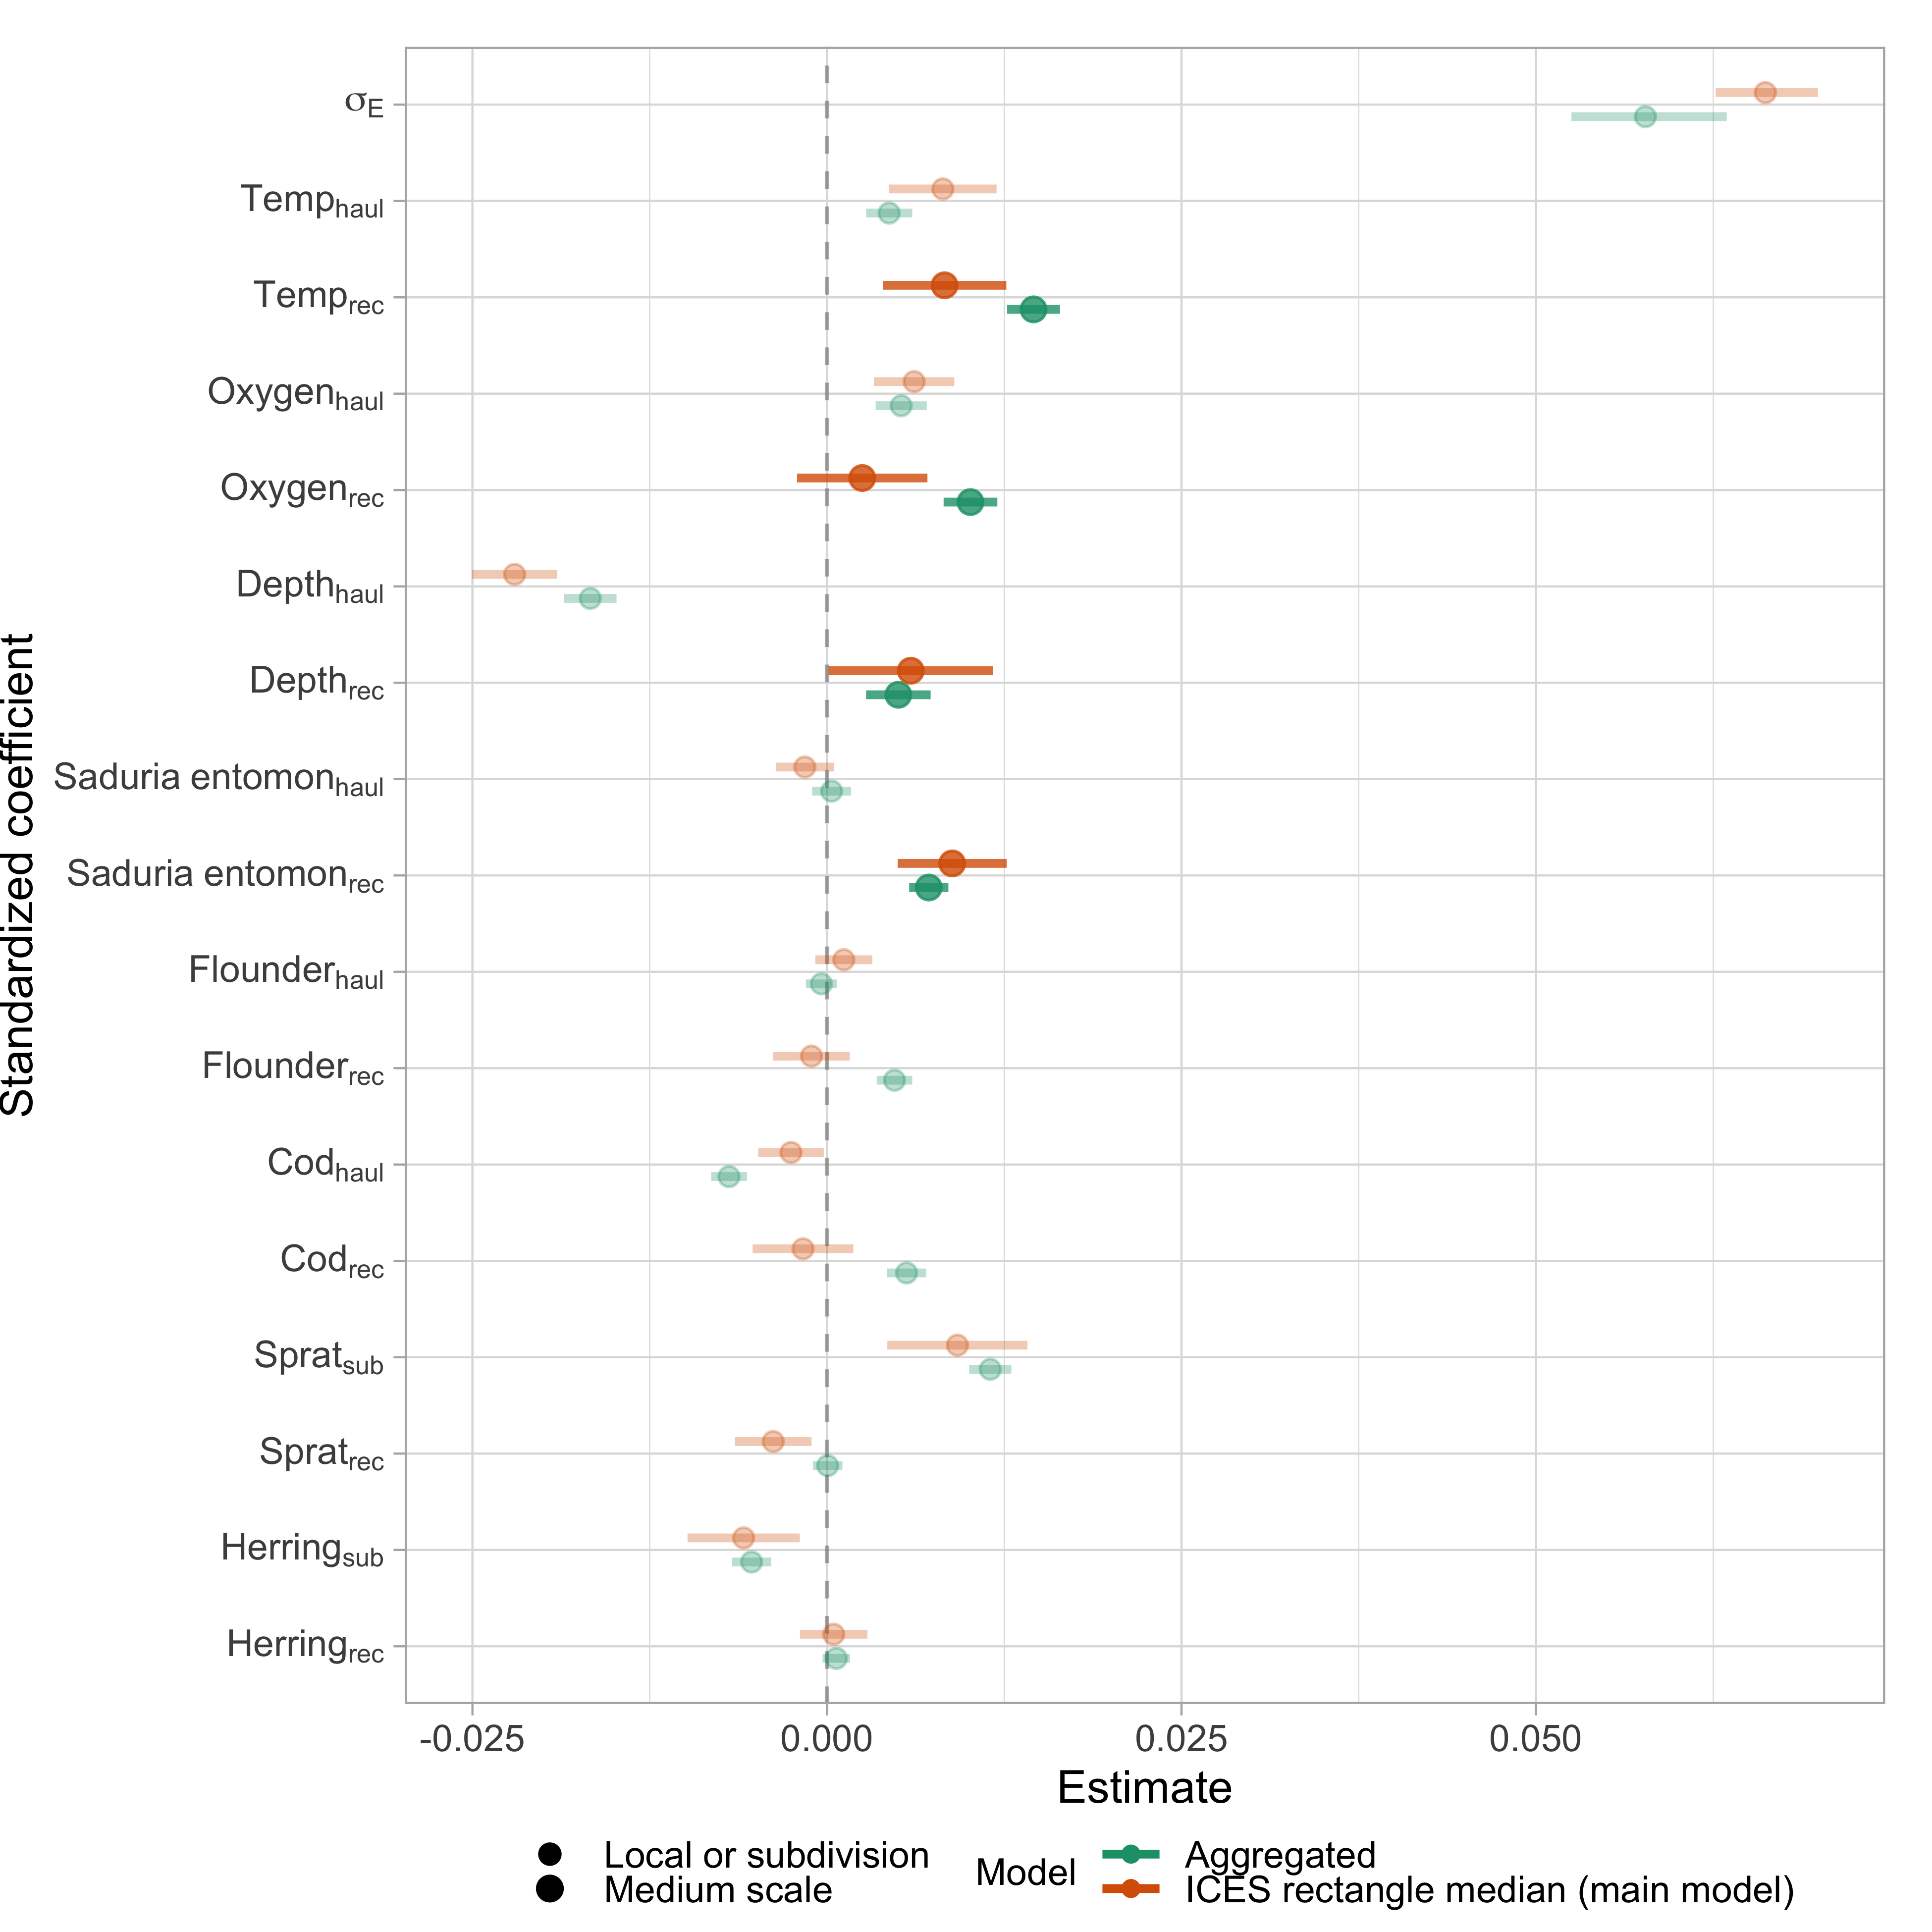 Standardized coefficient
σE
Temphaul
Temprec
Oxygenhaul
Oxygenrec
Depthhaul
Depthrec
Saduria entomonhaul
Saduria entomonrec
Flounderhaul
Flounderrec
Codhaul
Codrec
Spratsub
Spratrec
Herringsub
Herringrec
-0.025 0.000 0.025 0.050
Estimate
Local or subdivision
Medium scale
Model
Aggregated
ICES rectangle median (main model)